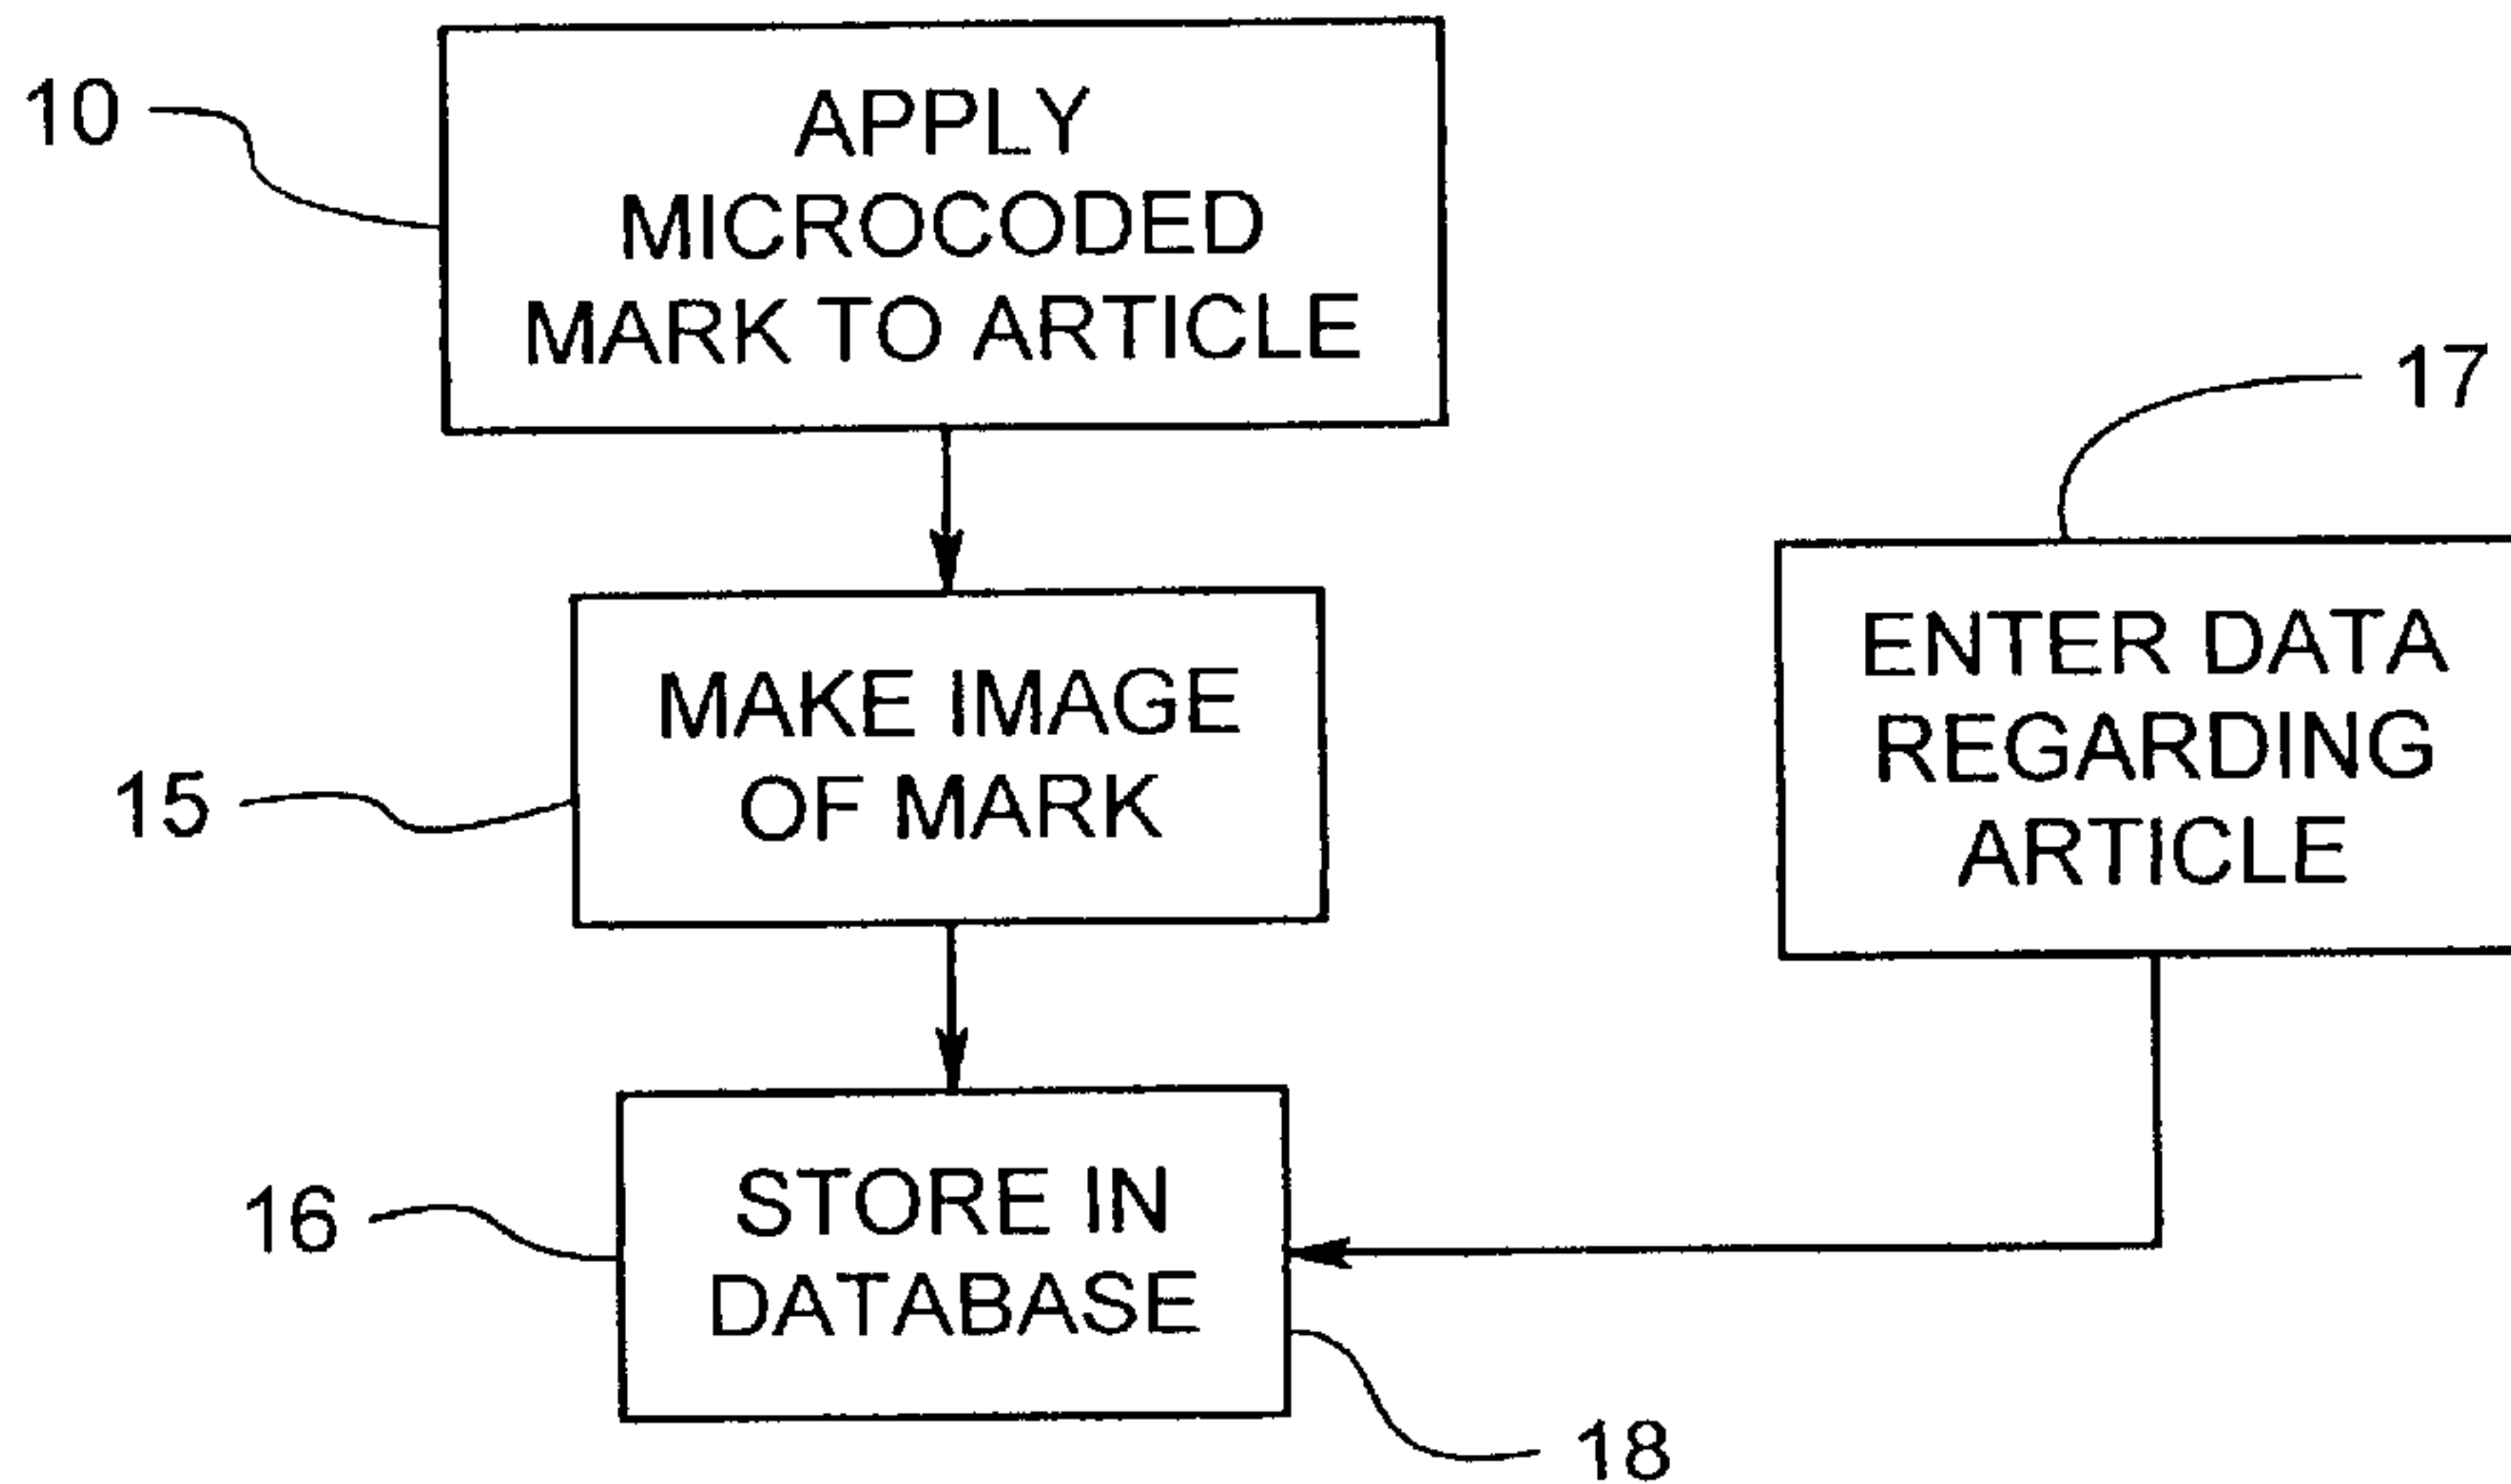 10
APPLY
MICROCODED
MARK TO ARTICLE
17
ENTER DATA
REGARDING
ARTICLE
15
MAKE IMAGE
OF MARK
16
STORE IN
DATABASE
18